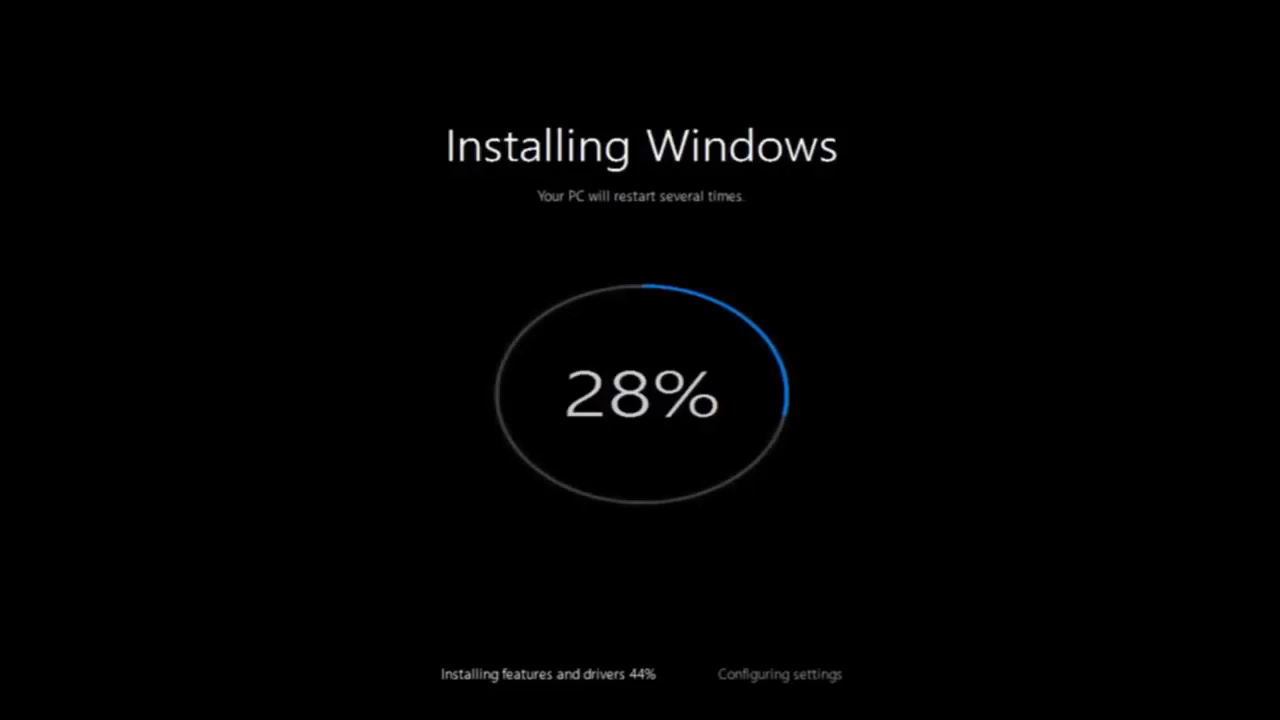 Installing Windows
Your PC will restart several times.
28%
Installing features and drivers 44% Configuring settings